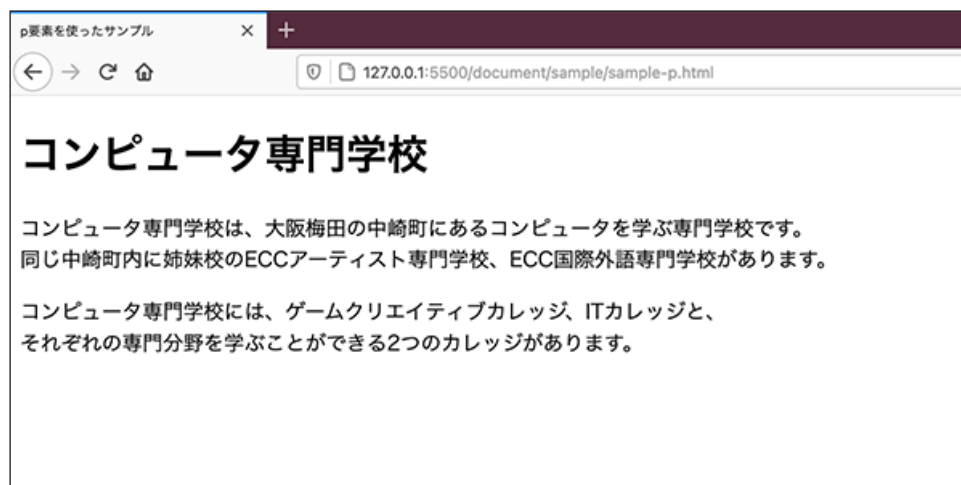 p要素を使ったサンプル
127.0.0.1:5500/document/sample/sample-p.html
コンピュータ専門学校
コンピュータ専門学校は、大阪梅田の中崎町にあるコンピュータを学ぶ専門学校です。
同じ中崎町内に姉妹校のECCアーティスト専門学校、ECC国際外語専門学校があります。
コンピュータ専門学校には、ゲームクリエイティブカレッジ、ITカレッジと、
それぞれの専門分野を学ぶことができる2つのカレッジがあります。